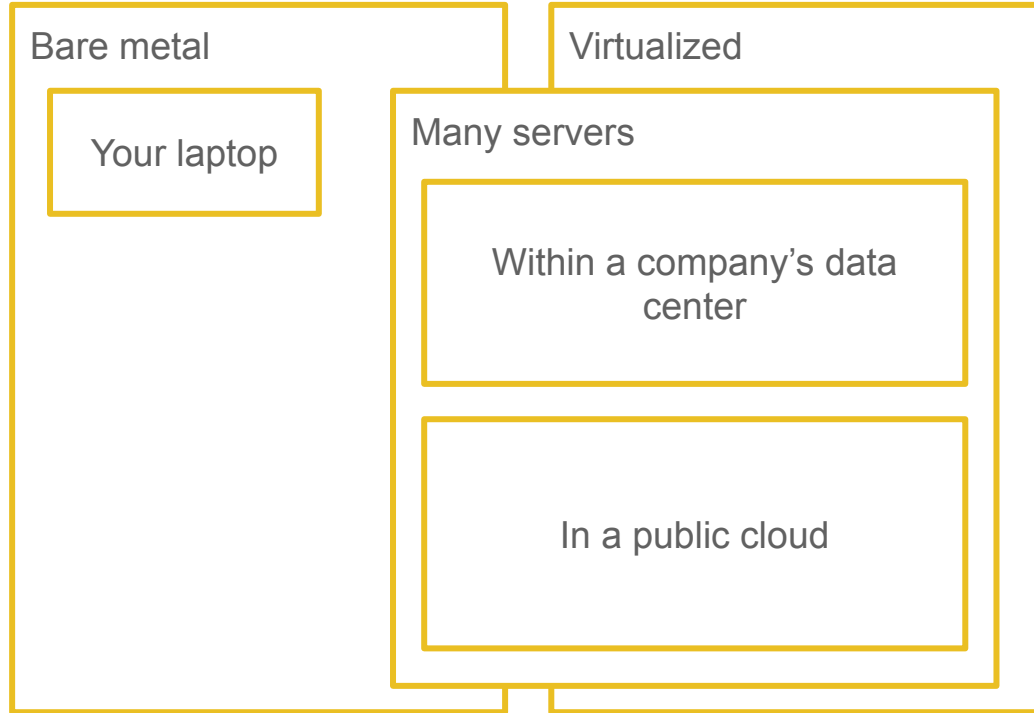 Bare metal
Virtualized
Your laptop
Many servers
Within a company’s data
center
In a public cloud